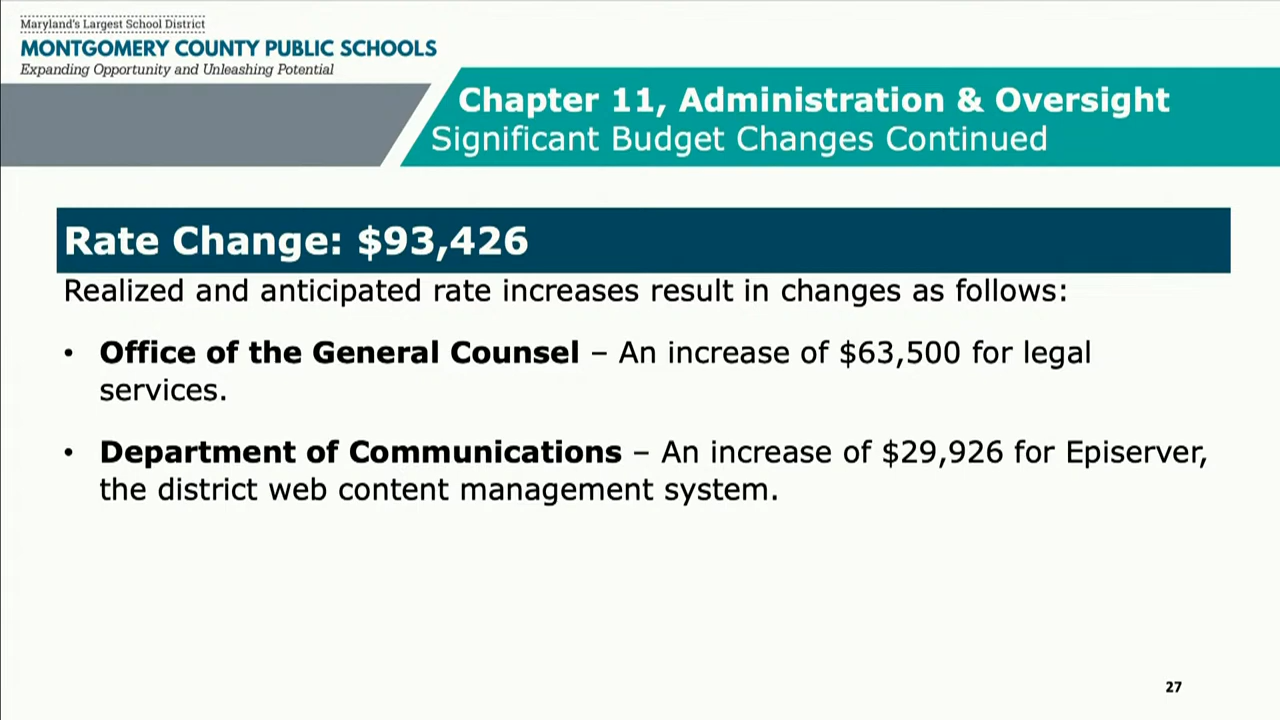 Maryland's Largest School District
MONTGOMERY COUNTY PUBLIC SCHOOLS
Expanding Opportunity and Unleashing Potential
Chapter 11, Administration & Oversight
Significant Budget Changes Continued
Rate Change: $93,426
Realized and anticipated rate increases result in changes as follows:
• Office of the General Counsel – An increase of $63,500 for legal
services.
• Department of Communications – An increase of $29,926 for Episerver,
the district web content management system.
27